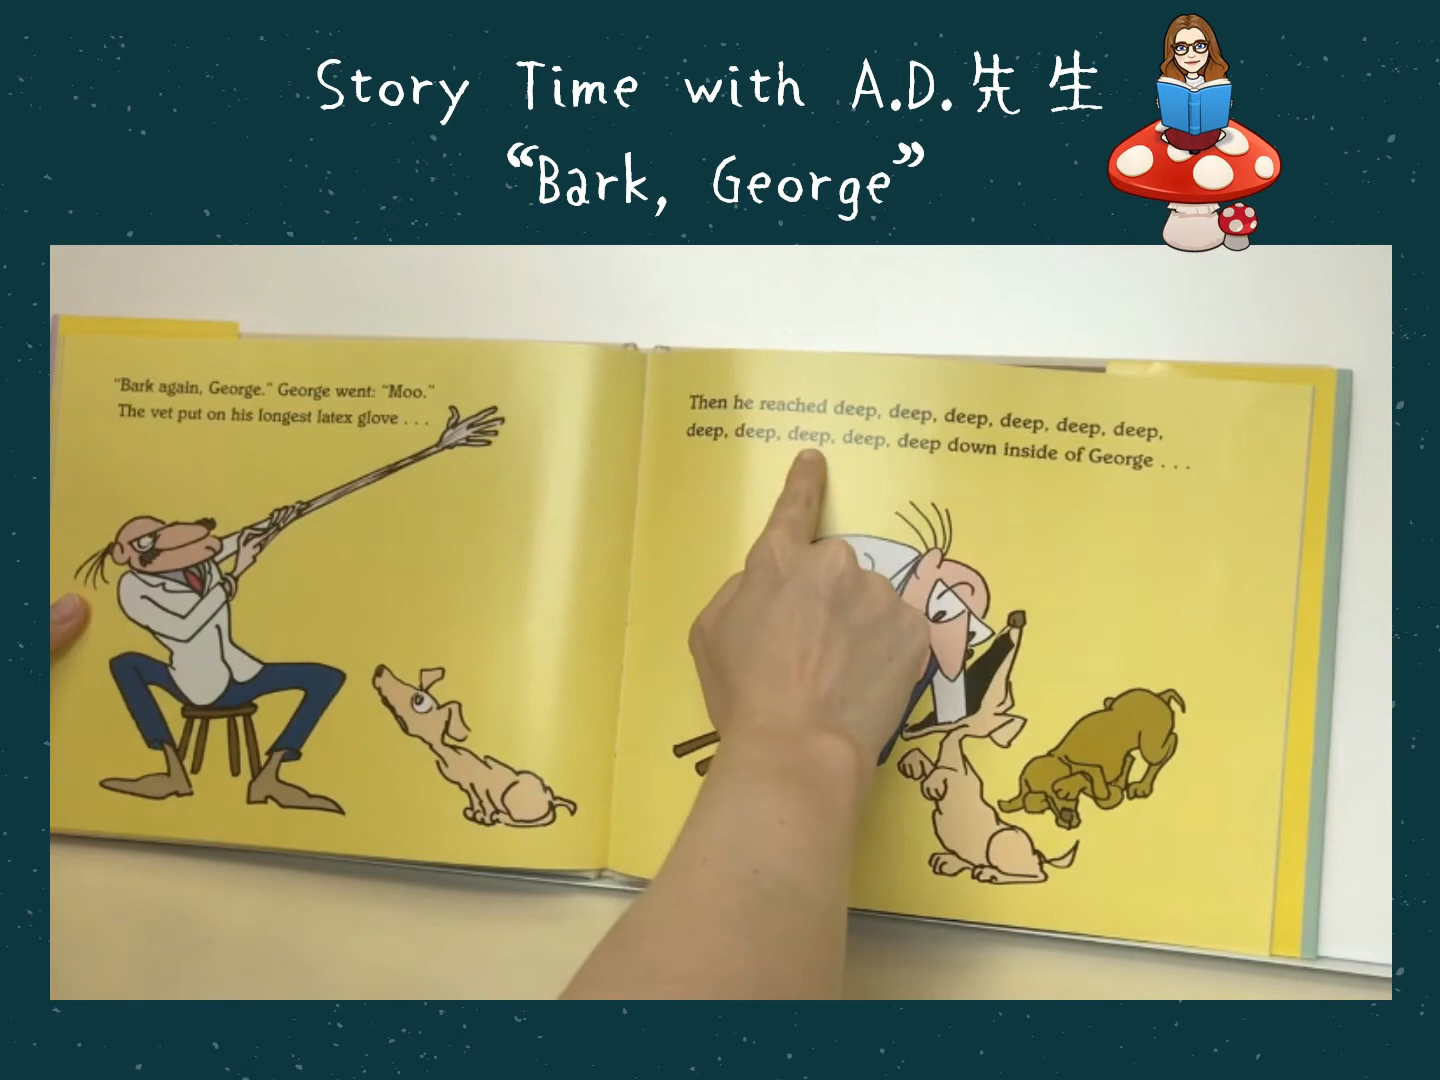 Story Time with A.D.先生
“Bark, George”
"Bark again, George." George went: "Moo."
The vet put on his longest latex glove . . .
Then he reached deep, deep, deep, deep, deep, deep,
deep, deep, deep, deep, deep down inside of George . . .